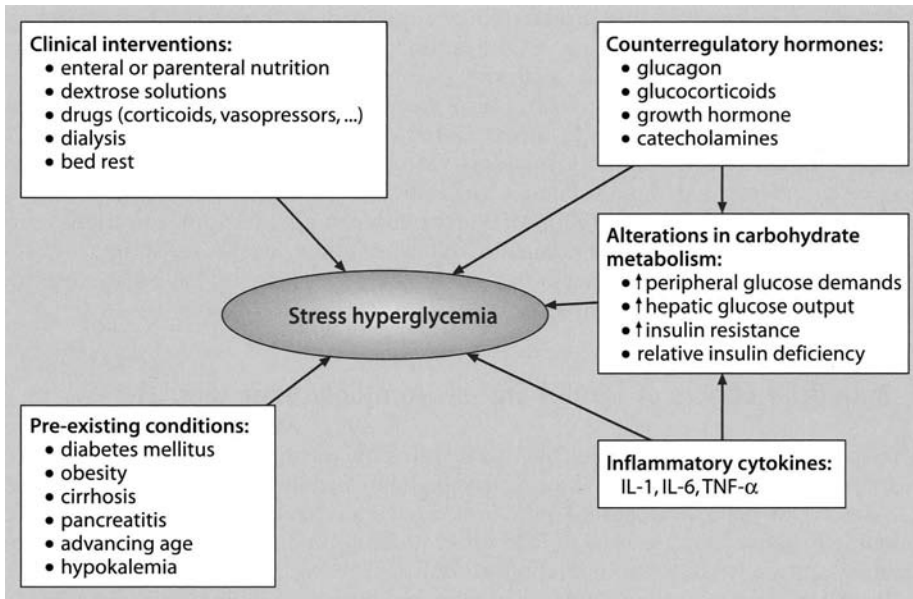 Clinical interventions:
• enteral or parenteral nutrition
• dextrose solutions
• drugs (corticoids, vasopressors, ...)
• dialysis
• bed rest
Counterregulatory hormones:
• glucagon
• glucocorticoids
• growth hormone
• catecholamines
Alterations in carbohydrate
metabolism:
• ↑ peripheral glucose demands
• ↑ hepatic glucose output
• ↑ insulin resistance
• relative insulin deficiency
Stress hyperglycemia
Pre-existing conditions:
• diabetes mellitus
• obesity
• cirrhosis
• pancreatitis
• advancing age
• hypokalemia
Inflammatory cytokines:
IL-1, IL-6, TNF-α